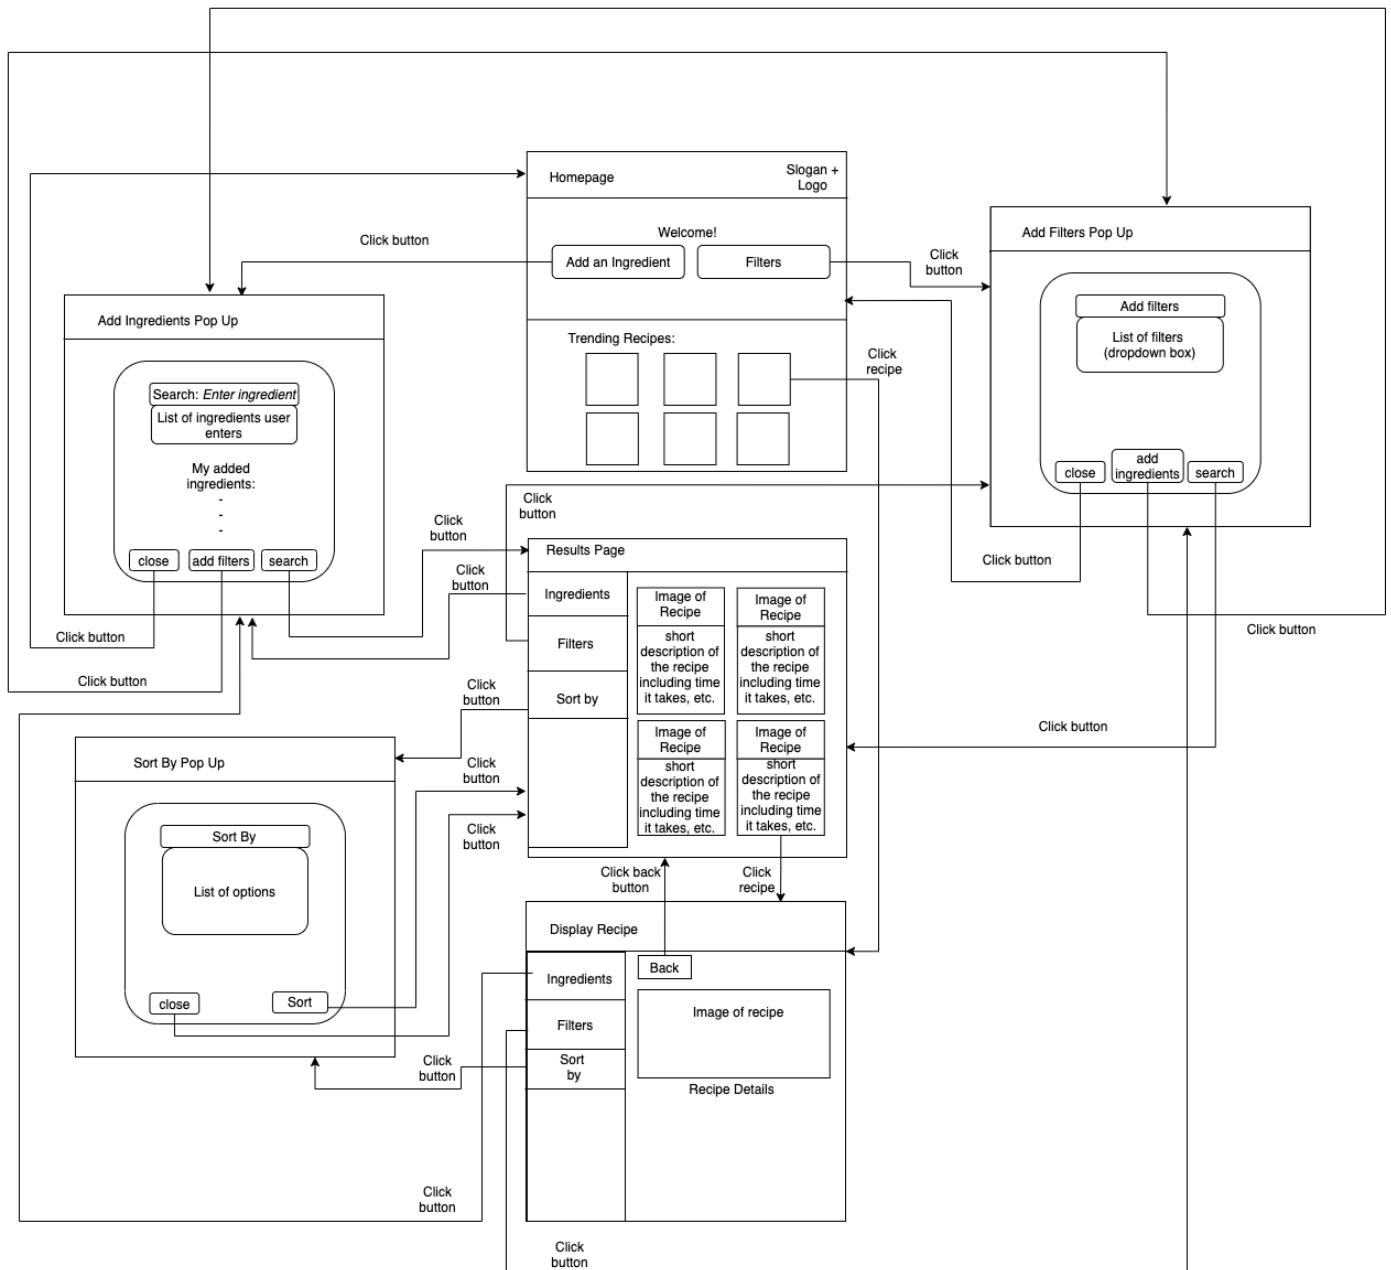 Homepage
Slogan +
Logo
Welcome!
Add an Ingredient
Filters
Trending Recipes:
Click button
Click
button
Click
recipe
Add Filters Pop Up
Add filters
List of filters
(dropdown box)
close
add
ingredients
search
Click button
Click button
Click button
Add Ingredients Pop Up
Search: Enter ingredient
List of ingredients user
enters
My added
ingredients:
-
-
-
close
add filters
search
Click button
Click button
Click
button
Click
button
Click
button
Results Page
Ingredients
Filters
Sort by
Image of
Recipe
short
description of
the recipe
including time
it takes, etc.
Image of
Recipe
short
description of
the recipe
including time
it takes, etc.
Image of
Recipe
short
description of
the recipe
including time
it takes, etc.
Image of
Recipe
short
description of
the recipe
including time
it takes, etc.
Click
button
Click
button
Click
button
Sort By Pop Up
Sort By
List of options
close
Sort
Click back
button
Click
recipe
Display Recipe
Back
Ingredients
Filters
Sort
by
Image of recipe
Recipe Details
Click
button
Click
button
Click
button